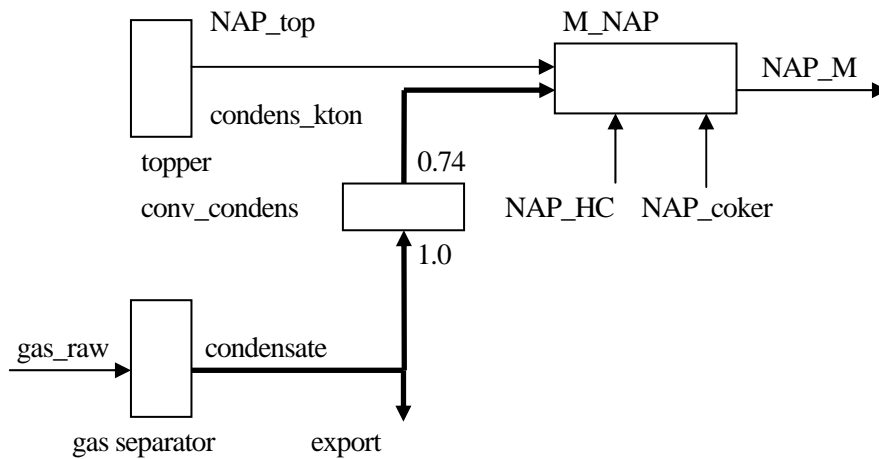 NAP_top
M_NAP
NAP_M
condens_kton
topper
0.74
conv_condens
NAP_HC
NAP_coker
1.0
gas_raw
condensate
gas separator
export